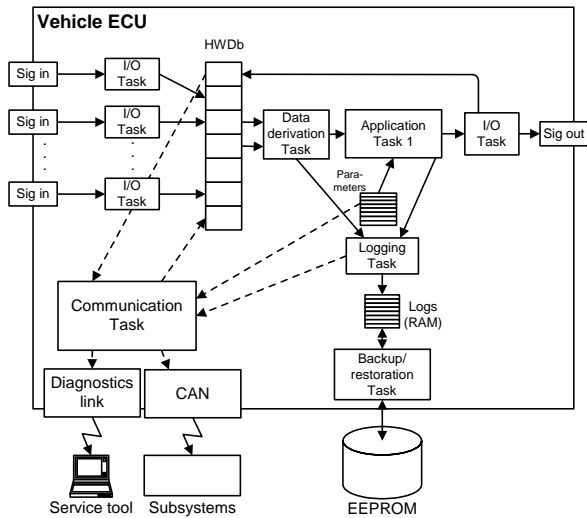 Vehicle ECU
HWDb
Sig in
I/O
Task
Sig in
I/O
Task
Data
derivation
Task
Application
Task 1
I/O
Task
Sig out
Sig in
I/O
Task
Para-
meters
Logging
Task
Communication
Task
Logs
(RAM)
Backup/
restoration
Task
Diagnostics
link
CAN
Service tool
Subsystems
EEPROM